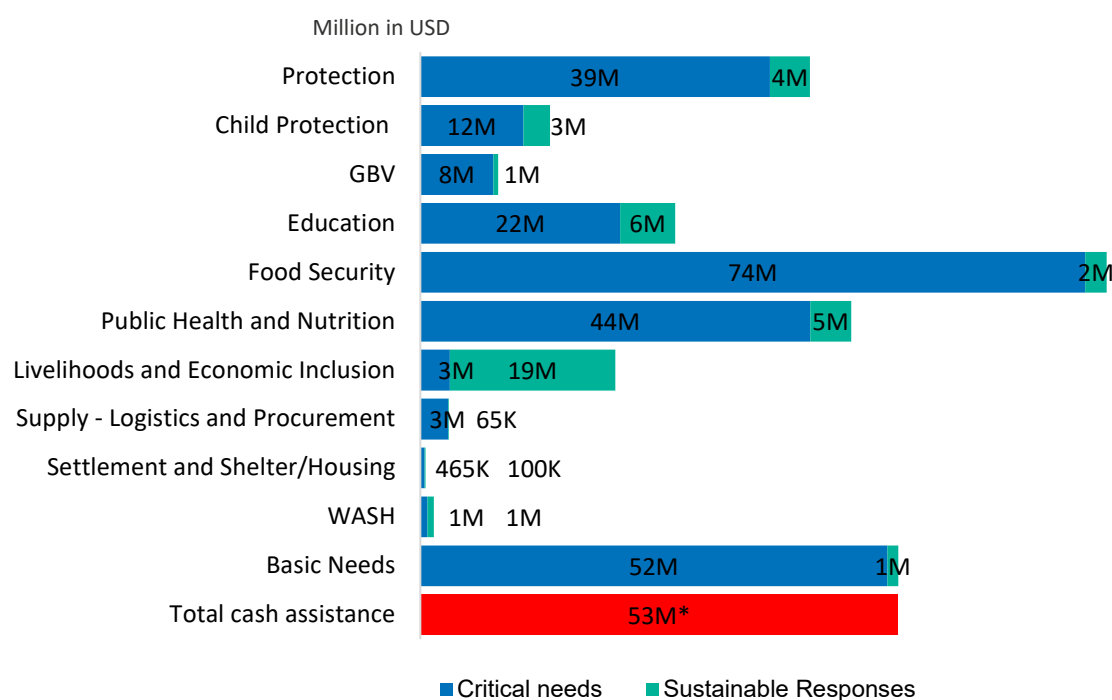 Million in USD
Protection 39M 4M
Child Protection 12M 3M
GBV 8M 1M
Education 22M 6M
Food Security 74M 2M
Public Health and Nutrition 44M 5M
Livelihoods and Economic Inclusion 3M 19M
Supply - Logistics and Procurement 3M 65K
Settlement and Shelter/Housing 465K 100K
WASH 1M 1M
Basic Needs 52M 1M
Total cash assistance 53M*
Critical needs Sustainable Responses